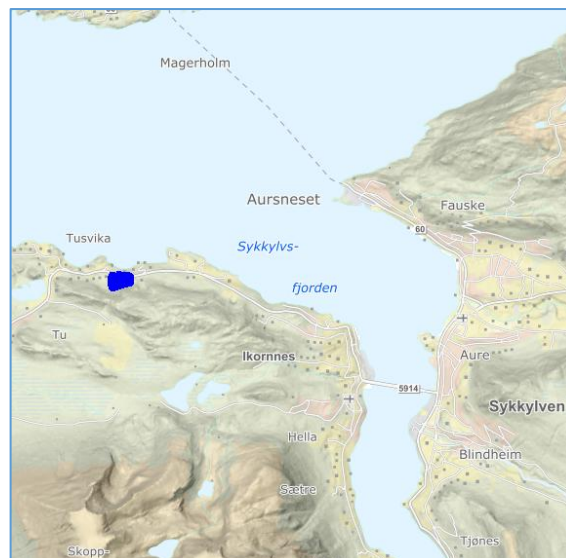 Magerholm
Aursneset
Fauske
60
Tusvika
Sykkylvs-
fjorden
Tu
Ikornnes
Aure
5914
Sykkylven
Hella
Blindheim
Sætre
Tjønes
Skopp-